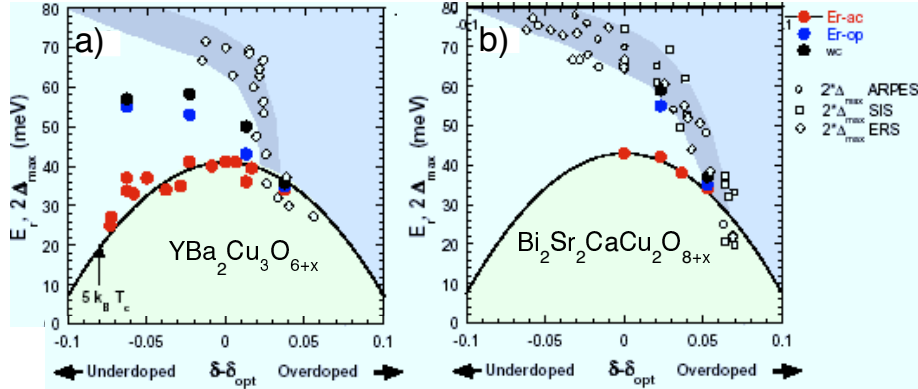 a)
80
70
60
50
40
30
20
10
0
E_r, 2Δ_max (meV)
YBa_2Cu_3O_6+x
5 k_B T_c
-0.1
-0.05
0
0.05
0.1
Underdoped
δ-δ_opt
Overdoped
b)
80
70
60
50
40
30
20
10
0
E_r, 2Δ_max (meV)
Bi_2Sr_2CaCu_2O_8+x
-0.1
-0.05
0
0.05
0.1
Underdoped
δ-δ_opt
Overdoped
Er-ac
Er-op
wc
2*Δ_max ARPES
2*Δ_max SIS
2*Δ_max ERS